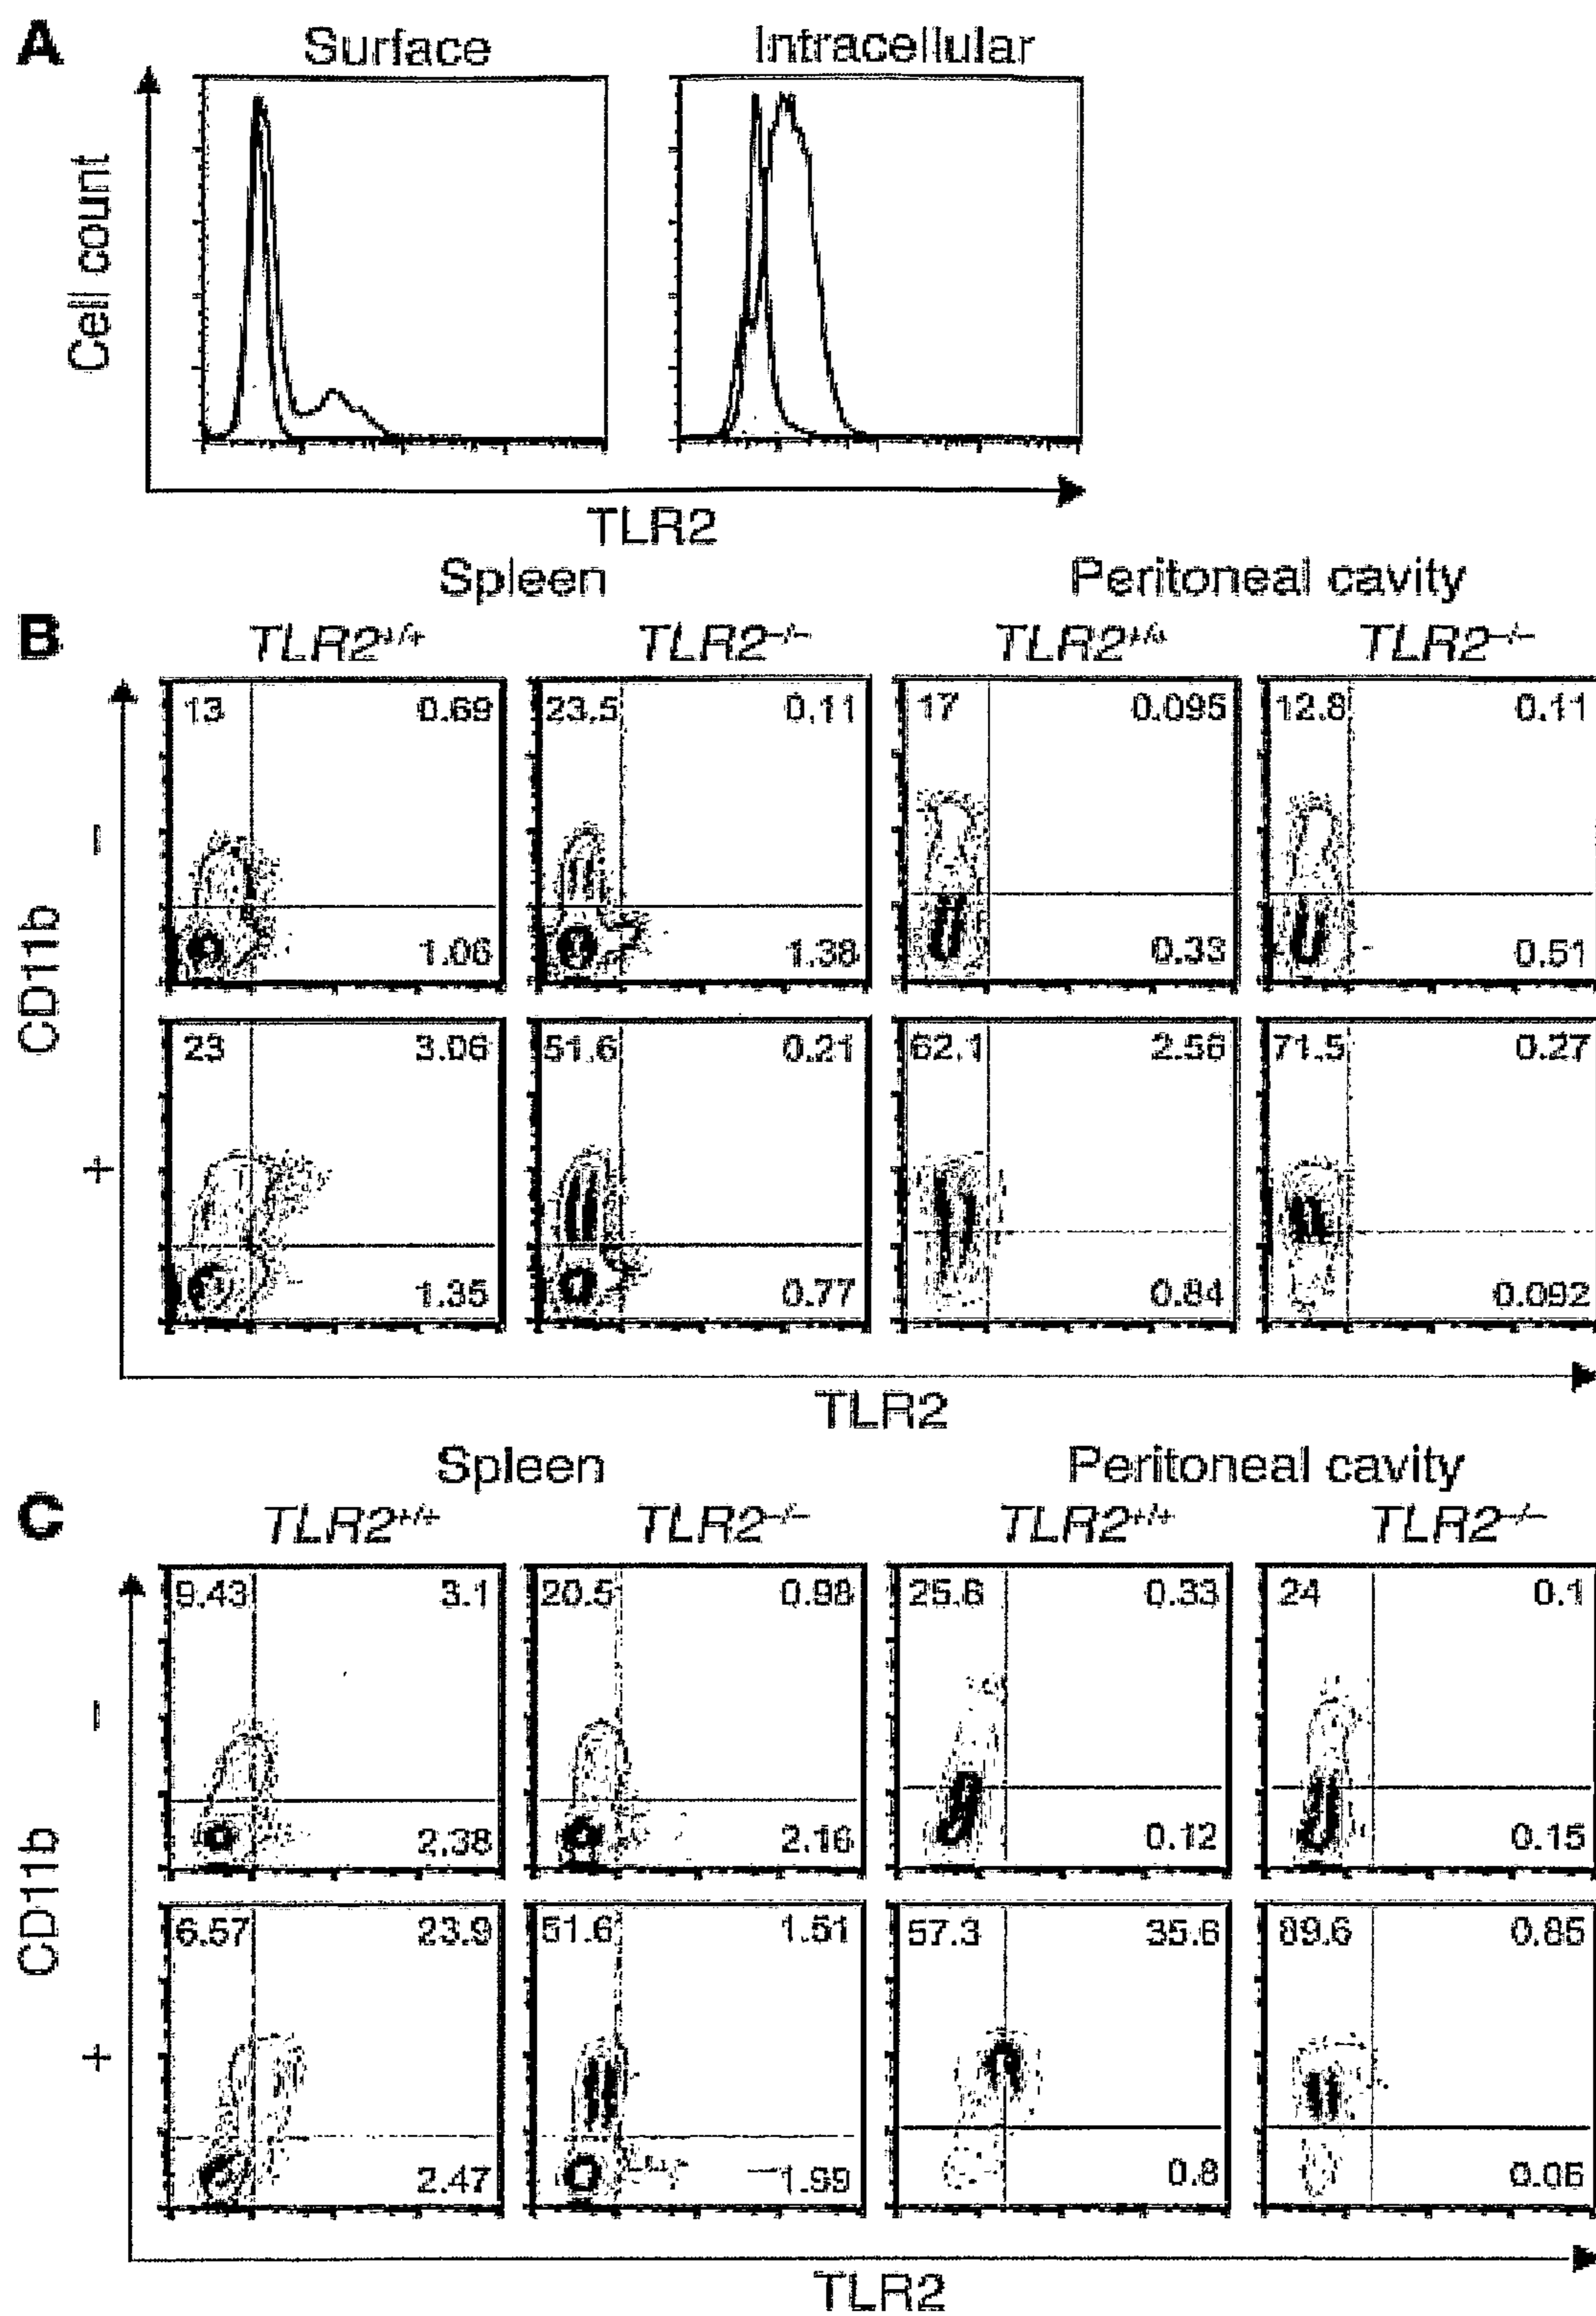 A
Surface Intracellular
Cell count
TLR2
Spleen Peritoneal cavity
B
TLR2+/+ TLR2−/− TLR2+/+ TLR2−/−
13 0.69 23.5 0.11 17 0.095 12.8 0.11
−
1.06 1.38 0.33 0.51
CD11b
23 3.06 51.6 0.21 62.1 2.56 71.5 0.27
+
1.35 0.77 0.84 0.092
TLR2
Spleen Peritoneal cavity
C
TLR2+/+ TLR2−/− TLR2+/+ TLR2−/−
9.43 3.1 20.5 0.98 25.6 0.33 24 0.1
−
2.38 2.16 0.12 0.15
CD11b
6.57 23.9 51.6 1.51 57.3 35.6 89.6 0.85
+
2.47 1.99 0.8 0.05
TLR2